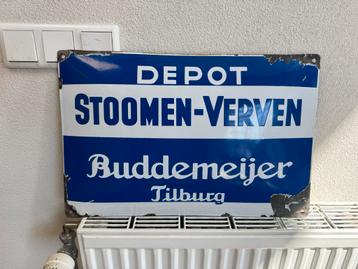 DEPOT
STOOMEN-VERVEN
Buddemeijer
Tilburg